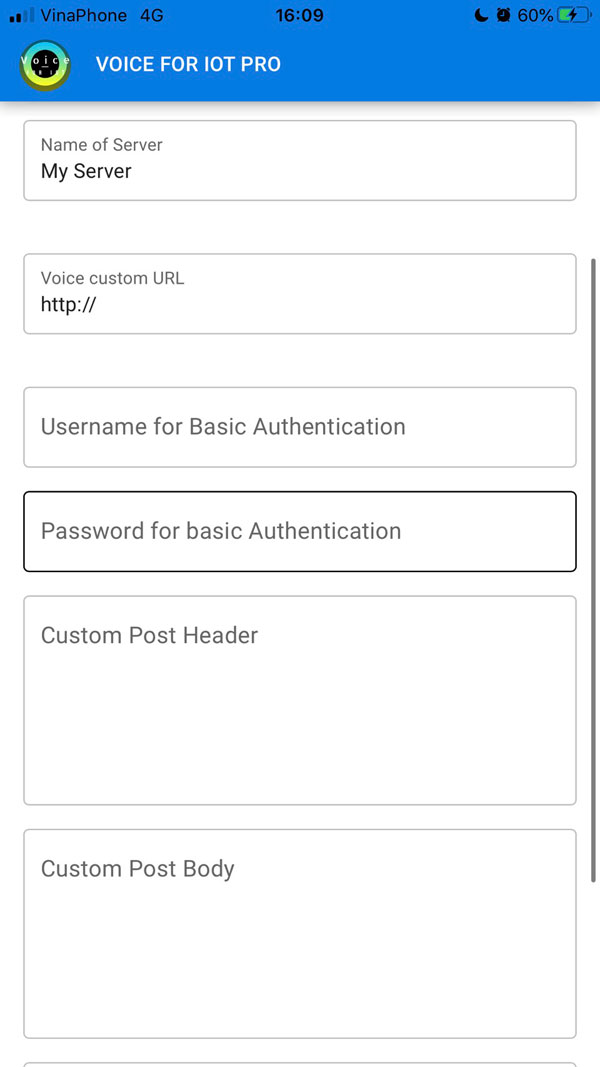 VinaPhone 4G 16:09 60%
Voice
VOICE FOR IOT PRO
Name of Server
My Server
Voice custom URL
http://
Username for Basic Authentication
Password for basic Authentication
Custom Post Header
Custom Post Body